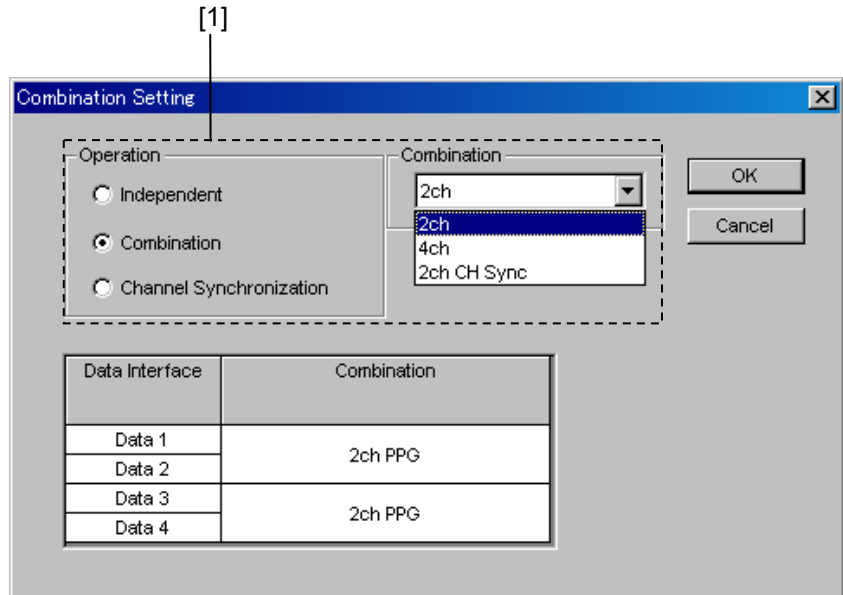 [1]
Combination Setting
Operation
Independent
Combination
Channel Synchronization
Combination
2ch
2ch
4ch
2ch CH Sync
OK
Cancel
Data Interface Combination
Data 1
Data 2
2ch PPG
Data 3
Data 4
2ch PPG